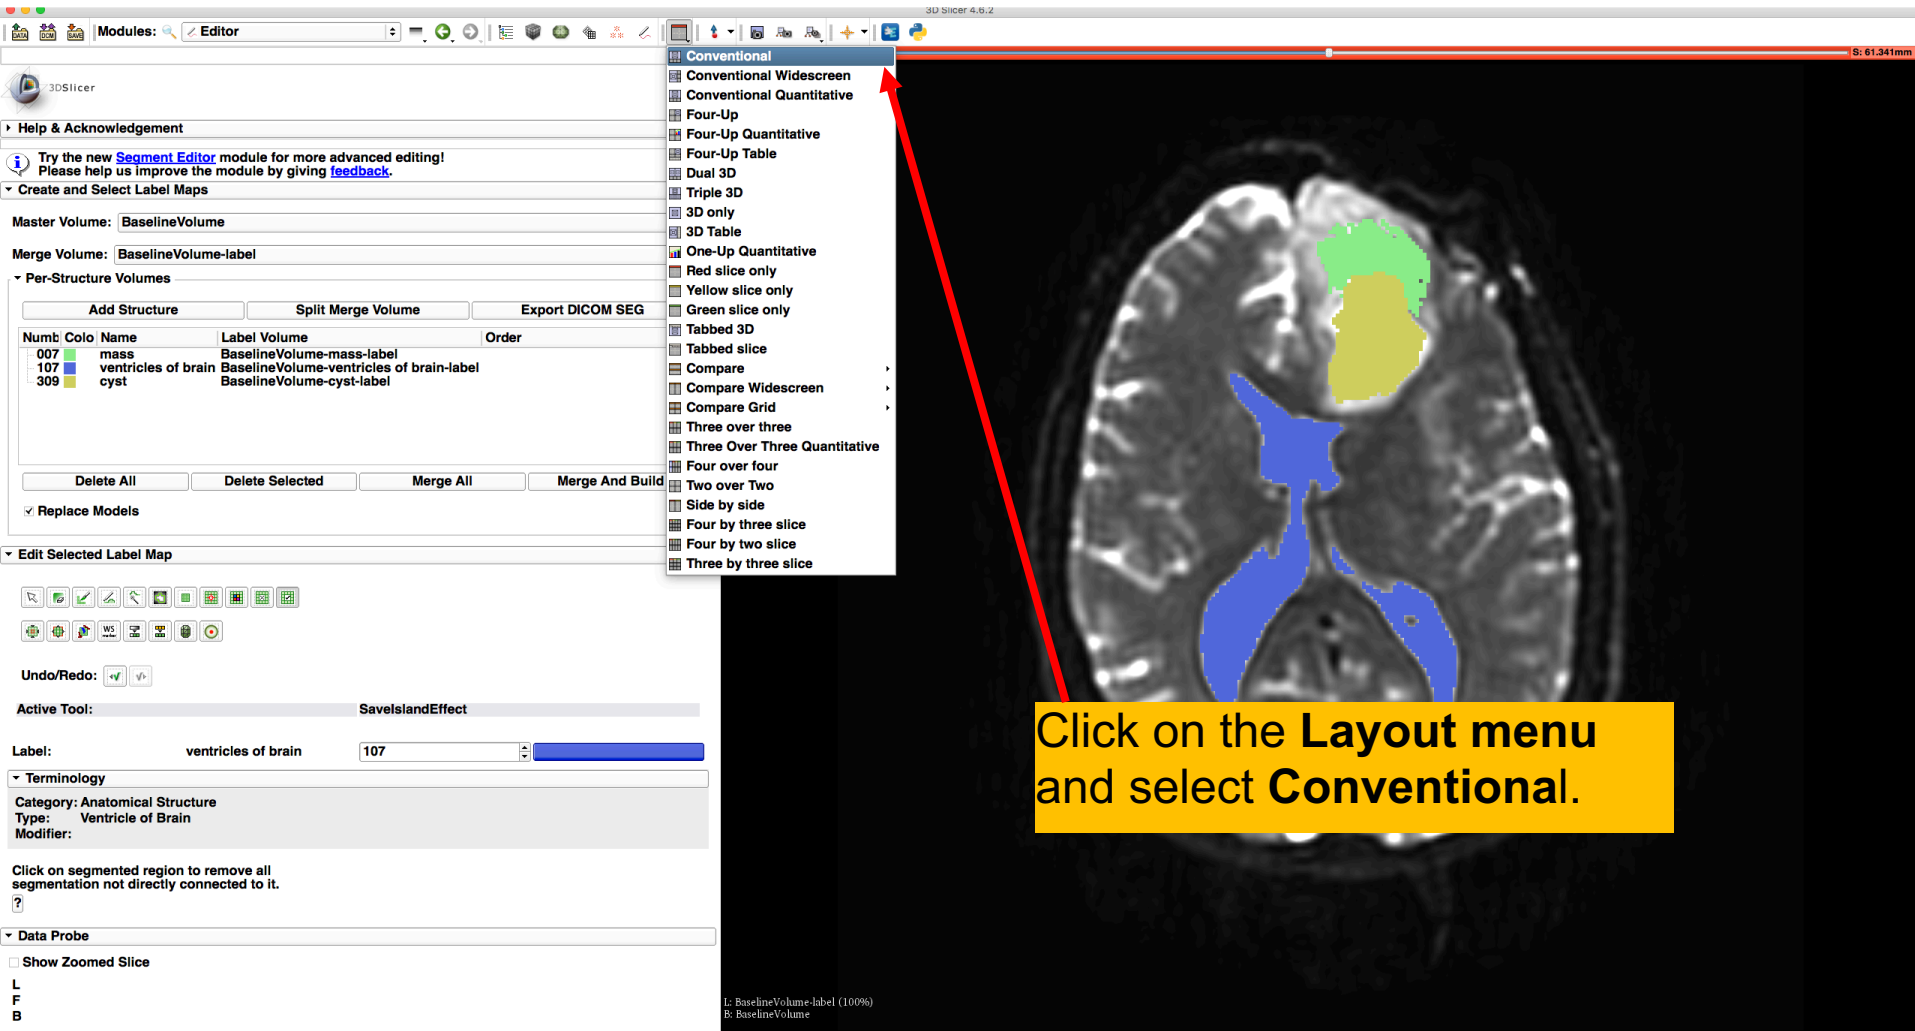 3D Slicer 4.6.2
DATA
DCM
SAVE
Modules:
Editor
S: 61.341mm
3DSlicer
Help & Acknowledgement
Try the new Segment Editor module for more advanced editing!
Please help us improve the module by giving feedback.
Create and Select Label Maps
Master Volume: BaselineVolume
Merge Volume: BaselineVolume-label
Per-Structure Volumes
Add Structure
Split Merge Volume
Export DICOM SEG
Numb Colo Name Label Volume Order
007 mass BaselineVolume-mass-label
107 ventricles of brain BaselineVolume-ventricles of brain-label
309 cyst BaselineVolume-cyst-label
Delete All
Delete Selected
Merge All
Merge And Build
Replace Models
Edit Selected Label Map
WS
Undo/Redo:
Active Tool: SaveIslandEffect
Label: ventricles of brain 107
Terminology
Category: Anatomical Structure
Type: Ventricle of Brain
Modifier:
Click on segmented region to remove all
segmentation not directly connected to it.
?
Data Probe
Show Zoomed Slice
L
F
B
Conventional
Conventional Widescreen
Conventional Quantitative
Four-Up
Four-Up Quantitative
Four-Up Table
Dual 3D
Triple 3D
3D only
3D Table
One-Up Quantitative
Red slice only
Yellow slice only
Green slice only
Tabbed 3D
Tabbed slice
Compare
Compare Widescreen
Compare Grid
Three over three
Three Over Three Quantitative
Four over four
Two over Two
Side by side
Four by three slice
Four by two slice
Three by three slice
Click on the Layout menu
and select Conventional.
L: BaselineVolume-label (100%)
B: BaselineVolume